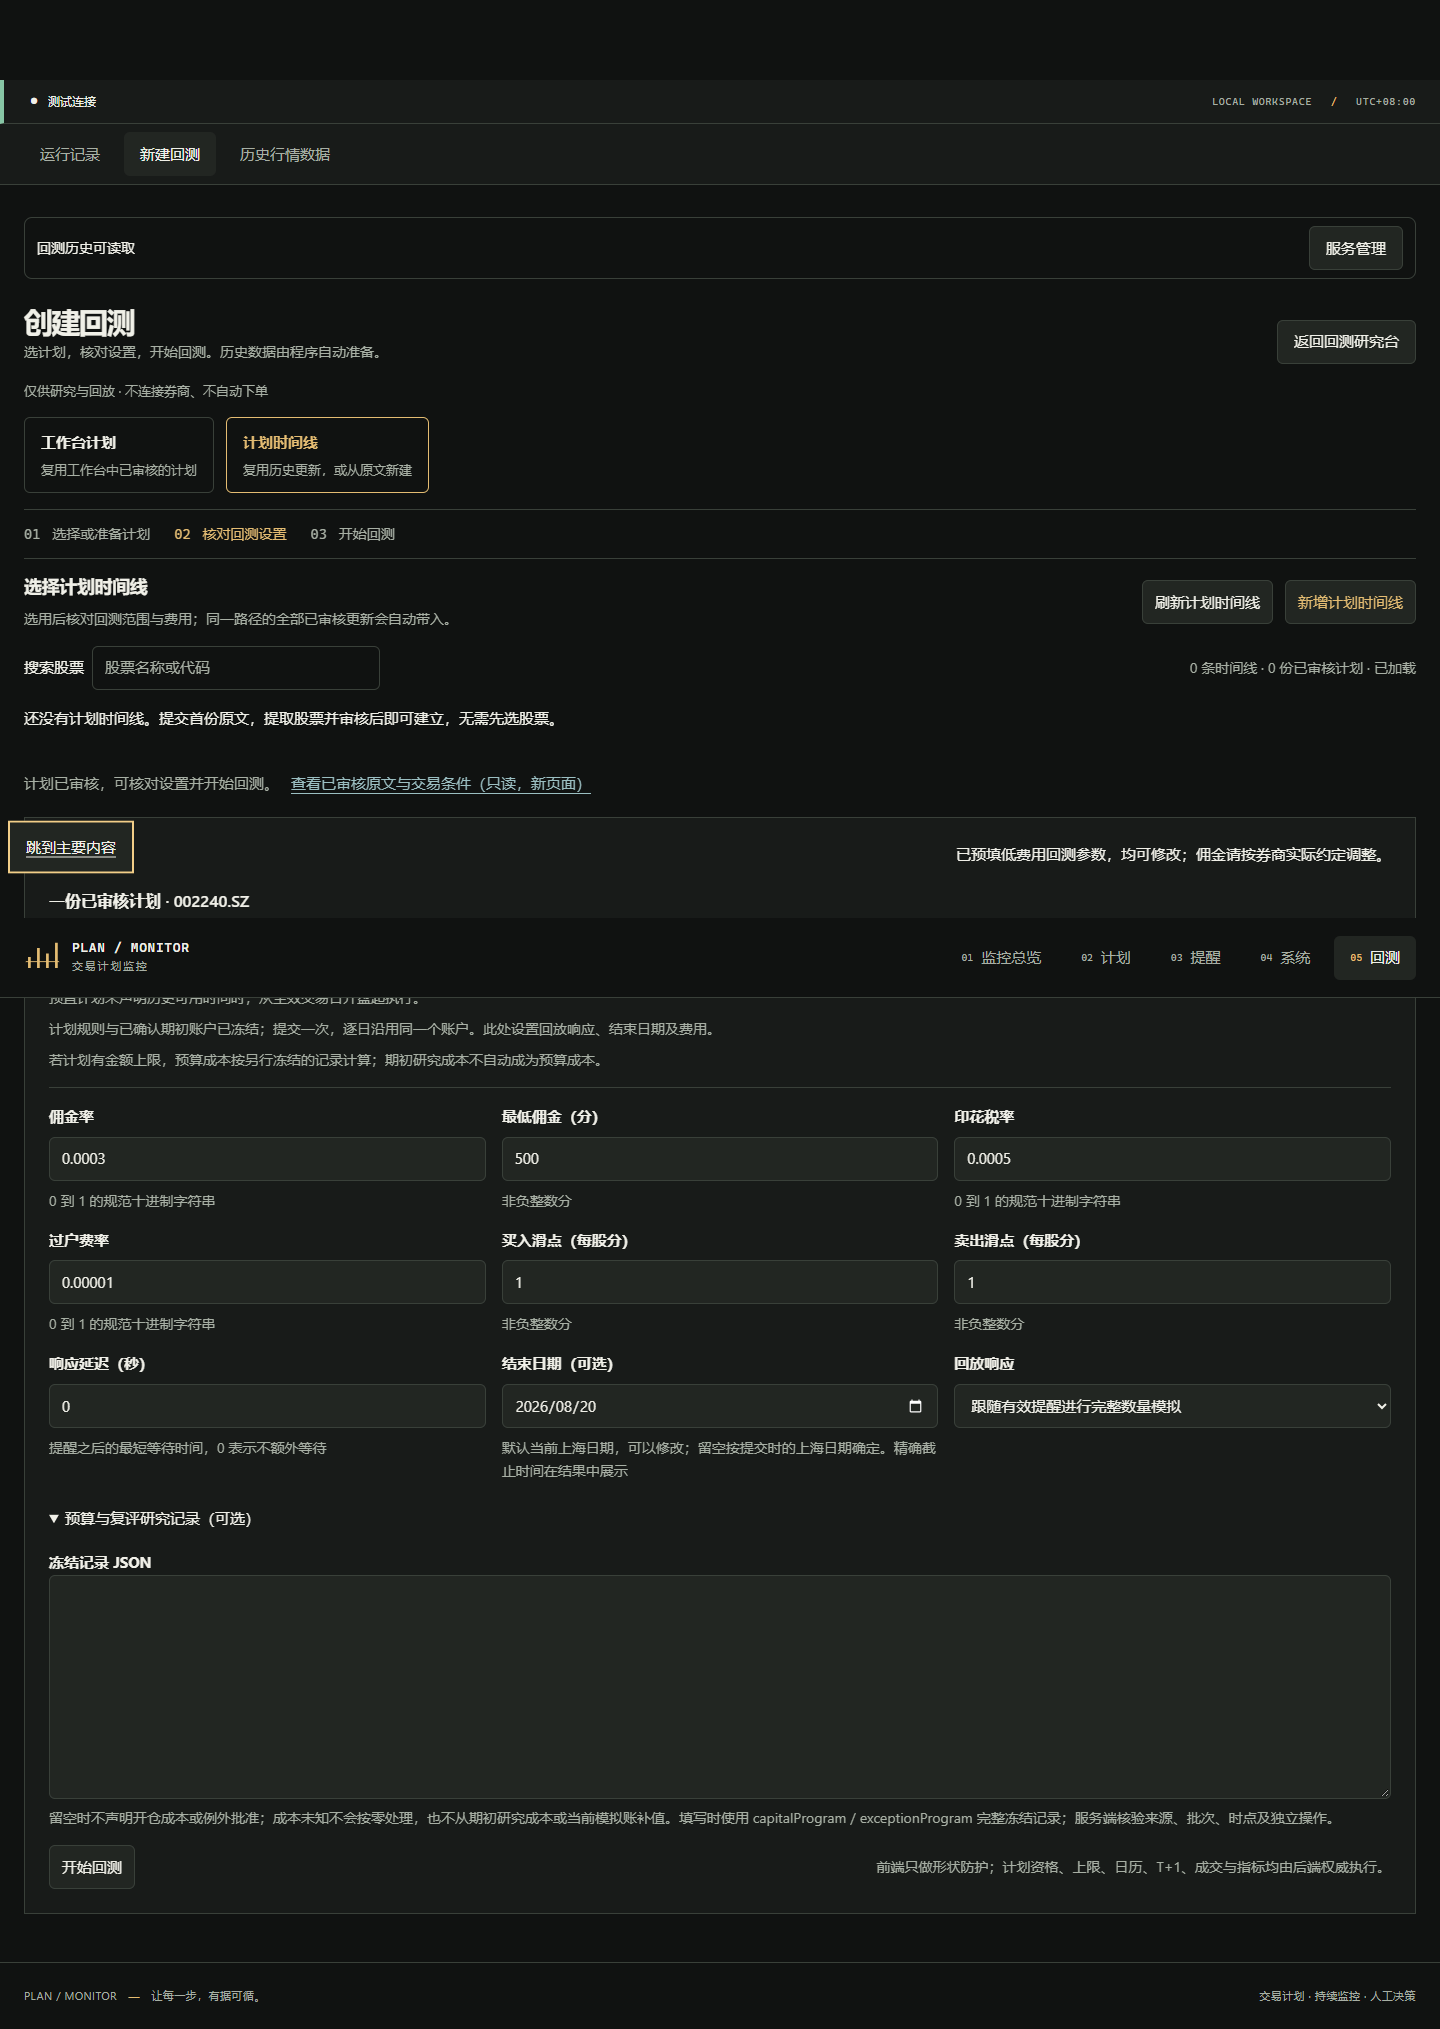 测试连接
LOCAL WORKSPACE / UTC+08:00
运行记录 新建回测 历史行情数据
回测历史可读取 服务管理
创建回测
选计划，核对设置，开始回测。历史数据由程序自动准备。
返回回测研究台
仅供研究与回放 · 不连接券商、不自动下单
工作台计划
复用工作台中已审核的计划
计划时间线
复用历史更新，或从原文新建
01 选择或准备计划 02 核对回测设置 03 开始回测
选择计划时间线
选用后核对回测范围与费用；同一路径的全部已审核更新会自动带入。
刷新计划时间线 新增计划时间线
搜索股票 股票名称或代码
0 条时间线 · 0 份已审核计划 · 已加载
还没有计划时间线。提交首份原文，提取股票并审核后即可建立，无需先选股票。
计划已审核，可核对设置并开始回测。 查看已审核原文与交易条件（只读，新页面）
跳到主要内容
已预填低费用回测参数，均可修改；佣金请按券商实际约定调整。
一份已审核计划 · 002240.SZ
PLAN / MONITOR
交易计划监控
01 监控总览 02 计划 03 提醒 04 系统 05 回测
预置计划未声明历史可用时间时，从生效交易日开盘起执行。
计划规则与已确认期初账户已冻结；提交一次，逐日沿用同一个账户。此处设置回放响应、结束日期及费用。
若计划有金额上限，预算成本按另行冻结的记录计算；期初研究成本不自动成为预算成本。
佣金率 最低佣金（分） 印花税率
0.0003 500 0.0005
0 到 1 的规范十进制字符串 非负整数分 0 到 1 的规范十进制字符串
过户费率 买入滑点（每股分） 卖出滑点（每股分）
0.00001 1 1
0 到 1 的规范十进制字符串 非负整数分 非负整数分
响应延迟（秒） 结束日期（可选） 回放响应
0 2026/08/20 跟随有效提醒进行完整数量模拟
提醒之后的最短等待时间，0 表示不额外等待
默认当前上海日期，可以修改；留空按提交时的上海日期确定。精确截
止时间在结果中展示
▼ 预算与复评研究记录（可选）
冻结记录 JSON
留空时不声明开仓成本或例外批准；成本未知不会按零处理，也不从期初研究成本或当前模拟账补值。填写时使用 capitalProgram / exceptionProgram 完整冻结记录；服务端核验来源、批次、时点及独立操作。
开始回测
前端只做形状防护；计划资格、上限、日历、T+1、成交与指标均由后端权威执行。
PLAN / MONITOR — 让每一步，有据可循。
交易计划 · 持续监控 · 人工决策